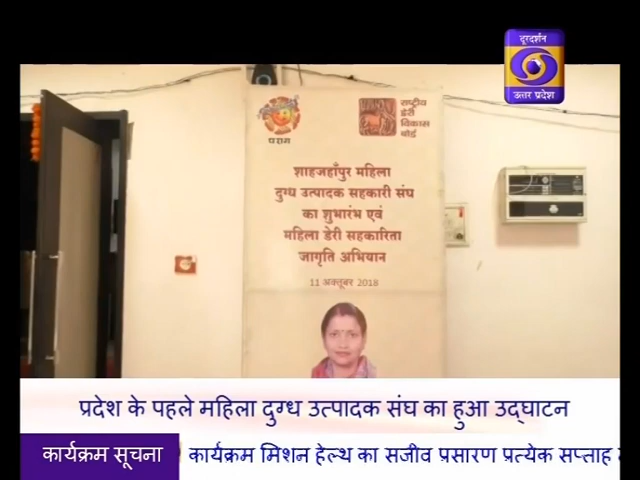 दूरदर्शन
उत्तर प्रदेश
पराग
राष्ट्रीय
डेरी
विकास
बोर्ड
शाहजहाँपुर महिला
दुग्ध उत्पादक सहकारी संघ
का शुभारंभ एवं
महिला डेरी सहकारिता
जागृति अभियान
11 अक्तूबर 2018
प्रदेश के पहले महिला दुग्ध उत्पादक संघ का हुआ उद्घाटन
कार्यक्रम सूचना
कार्यक्रम मिशन हेल्थ का सजीव प्रसारण प्रत्येक सप्ताह